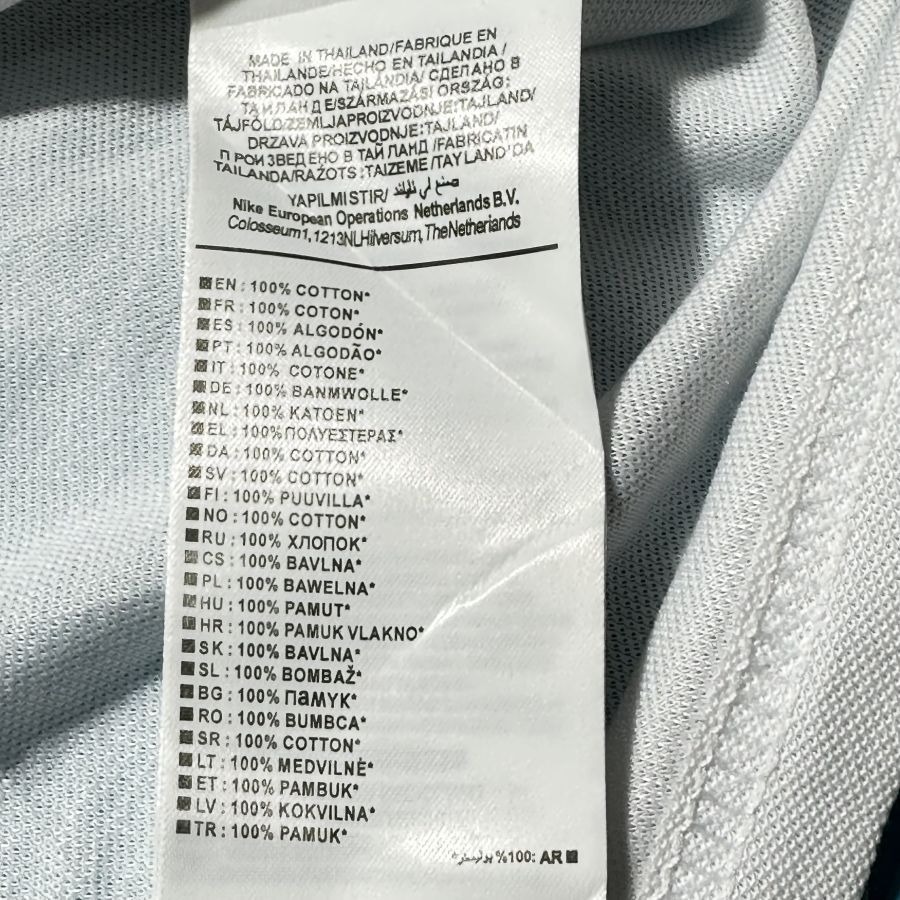 MADE IN THAILAND/FABRIQUE EN
THAILANDE/HECHO EN TAILANDIA/
FABRICADO NA TAILÂNDIA/ СДЕЛАНО В
ТАИЛАНДЕ/SZÁRMAZÁSI ORSZÁG:
TÁJFÖLD/ZEMLJAPROIZVODNJE:TAJLAND/
DRZAVA PROIZVODNJE:TAJLAND/
ПРОИЗВЕДЕНО В ТАЙЛАНД /FABRICATIN
TAILANDA/RAŽOTS :TAIZEME/TAYLAND'DA
YAPILMISTIR/ صنع في تايلاند
Nike European Operations Netherlands B.V.
Colosseum1, 1213NLHilversum, TheNetherlands
EN : 100% COTTON*
FR : 100% COTON*
ES : 100% ALGODÓN*
PT : 100% ALGODÃO*
IT : 100% COTONE*
DE : 100% BANMWOLLE*
NL : 100% KATOEN*
EL : 100%ΠΟΛΥΕΣΤΕΡΑΣ*
DA : 100% COTTON*
SV : 100% COTTON*
FI : 100% PUUVILLA*
NO : 100% COTTON*
RU : 100% ХЛОПОК*
CS : 100% BAVLNA*
PL : 100% BAWELNA*
HU : 100% PAMUT*
HR : 100% PAMUK VLAKNO*
SK : 100% BAVLNA*
SL : 100% BOMBAŽ*
BG : 100% ПаМУК*
RO : 100% BUMBCA*
SR : 100% COTTON*
LT : 100% MEDVILNĖ*
ET : 100% PAMBUK*
LV : 100% KOKVILNA*
TR : 100% PAMUK*
%100: AR